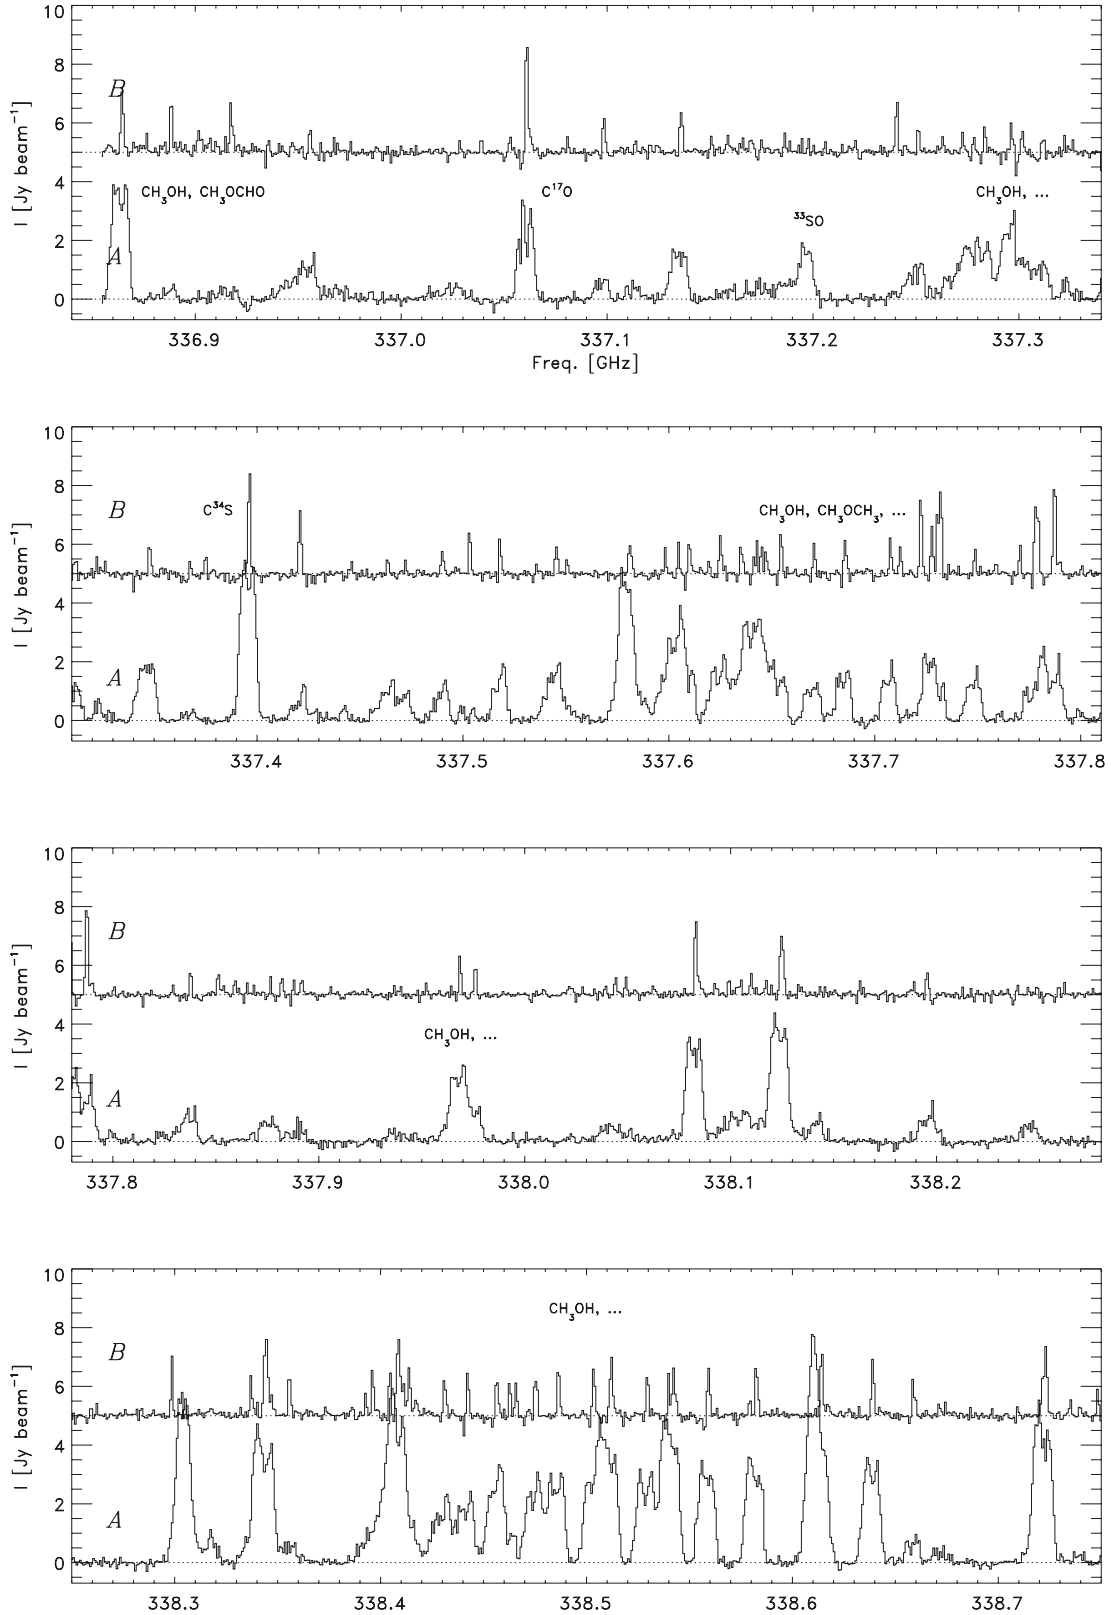 10
8
B
6
I [Jy beam⁻¹]
4
CH₃OH, CH₃OCHO C¹⁷O CH₃OH, ...
³³SO
2
A
0
336.9 337.0 337.1 337.2 337.3
Freq. [GHz]
10
8
B C³⁴S CH₃OH, CH₃OCH₃, ...
6
I [Jy beam⁻¹]
4
2
A
0
337.4 337.5 337.6 337.7 337.8
10
8
B
6
I [Jy beam⁻¹]
4
CH₃OH, ...
2
A
0
337.8 337.9 338.0 338.1 338.2
10
CH₃OH, ...
8
B
6
I [Jy beam⁻¹]
4
2
A
0
338.3 338.4 338.5 338.6 338.7